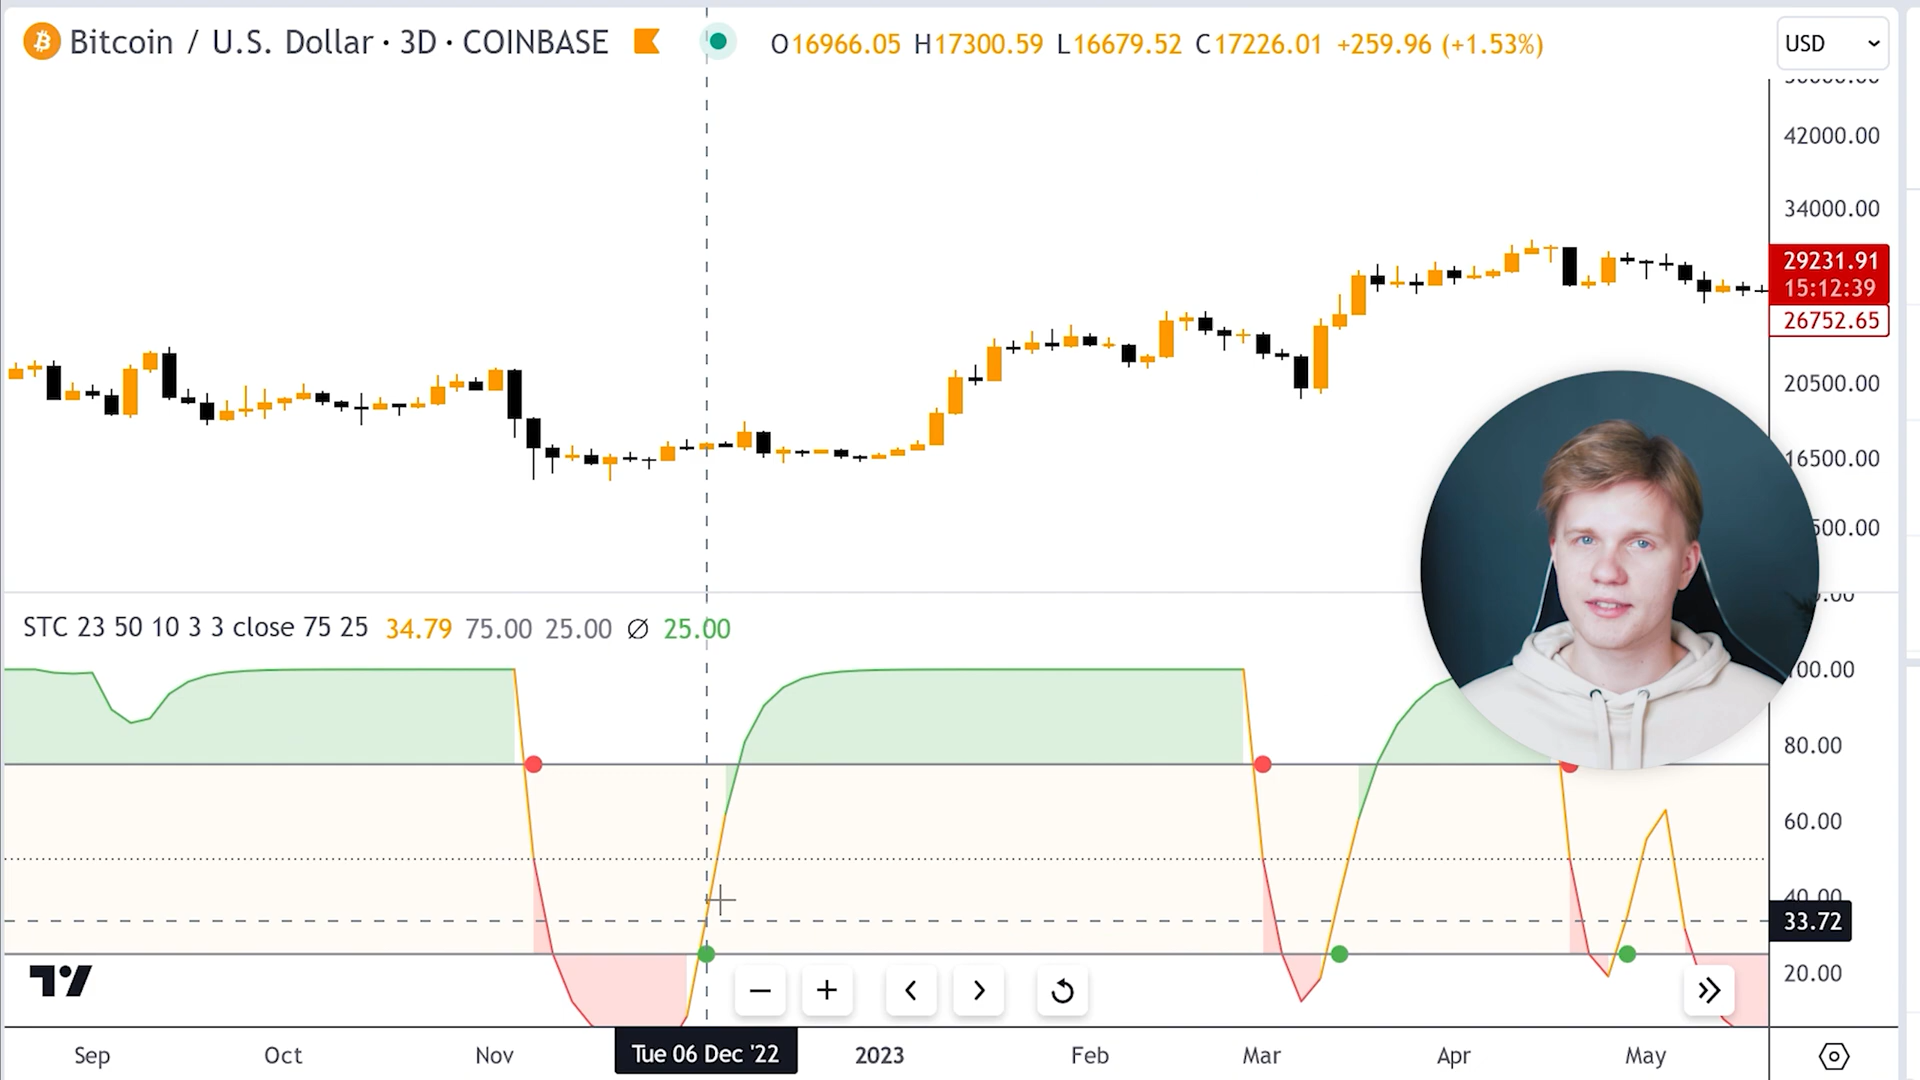 Bitcoin / U.S. Dollar · 3D · COINBASE
O16966.05 H17300.59 L16679.52 C17226.01 +259.96 (+1.53%)
USD
42000.00
34000.00
29231.91
15:12:39
26752.65
20500.00
16500.00
STC 23 50 10 3 3 close 75 25 34.79 75.00 25.00 Ø 25.00
80.00
60.00
40.00
33.72
20.00
Sep Oct Nov Tue 06 Dec '22 2023 Feb Mar Apr May